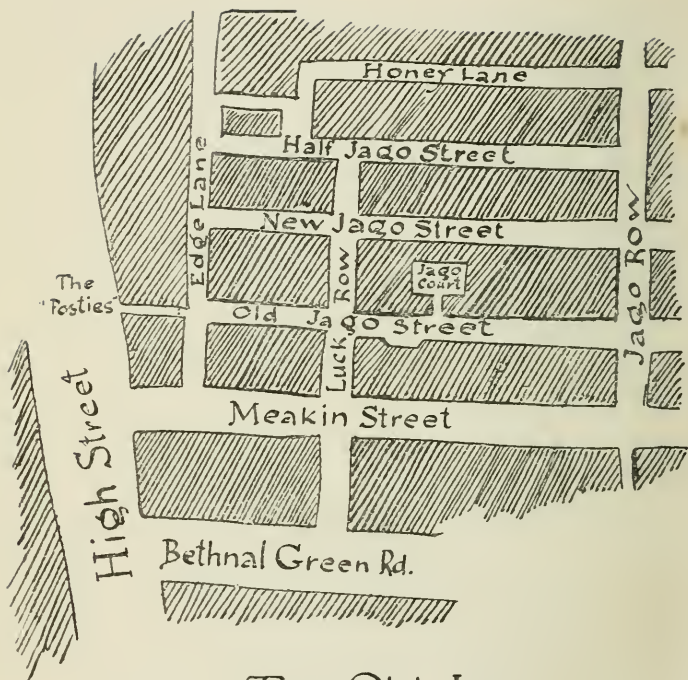 Honey Lane
Half Jago Street
Edge Lane
New Jago Street
Jago Row
Jago
Court
The
"Posties"
Old Jago Street
Luck Row
High Street
Meakin Street
Bethnal Green Rd.